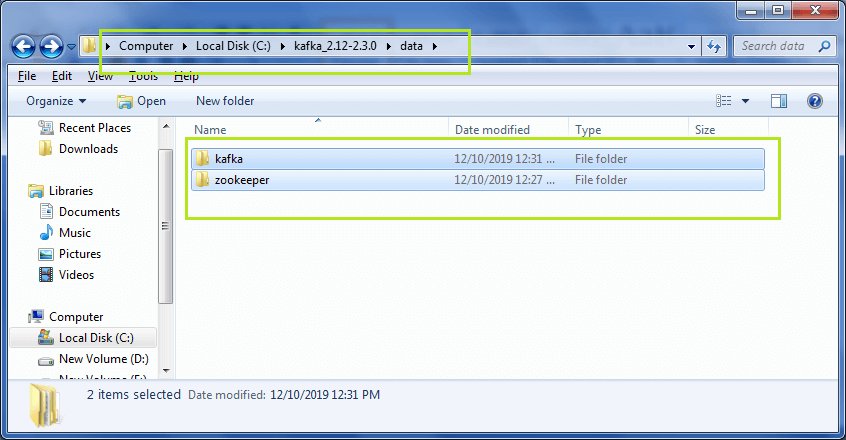 Computer Local Disk (C:) kafka_2.12-2.3.0 data Search data
File Edit View Tools Help
Organize Open New folder
Name Date modified Type Size
Recent Places
Downloads
Libraries
Documents
Music
Pictures
Videos
Computer
Local Disk (C:)
New Volume (D:)
New Volume (E:)
kafka 12/10/2019 12:31 ... File folder
zookeeper 12/10/2019 12:27 ... File folder
2 items selected Date modified: 12/10/2019 12:31 PM